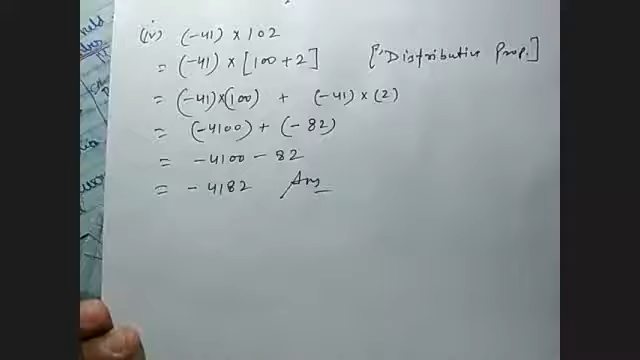 (iv) (-41) × 102
= (-41) × [100 + 2] [∵ Distributive Prop.]
= (-41)×(100) + (-41) × (2)
= (-4100) + (-82)
= -4100 - 82
= -4182 Ans